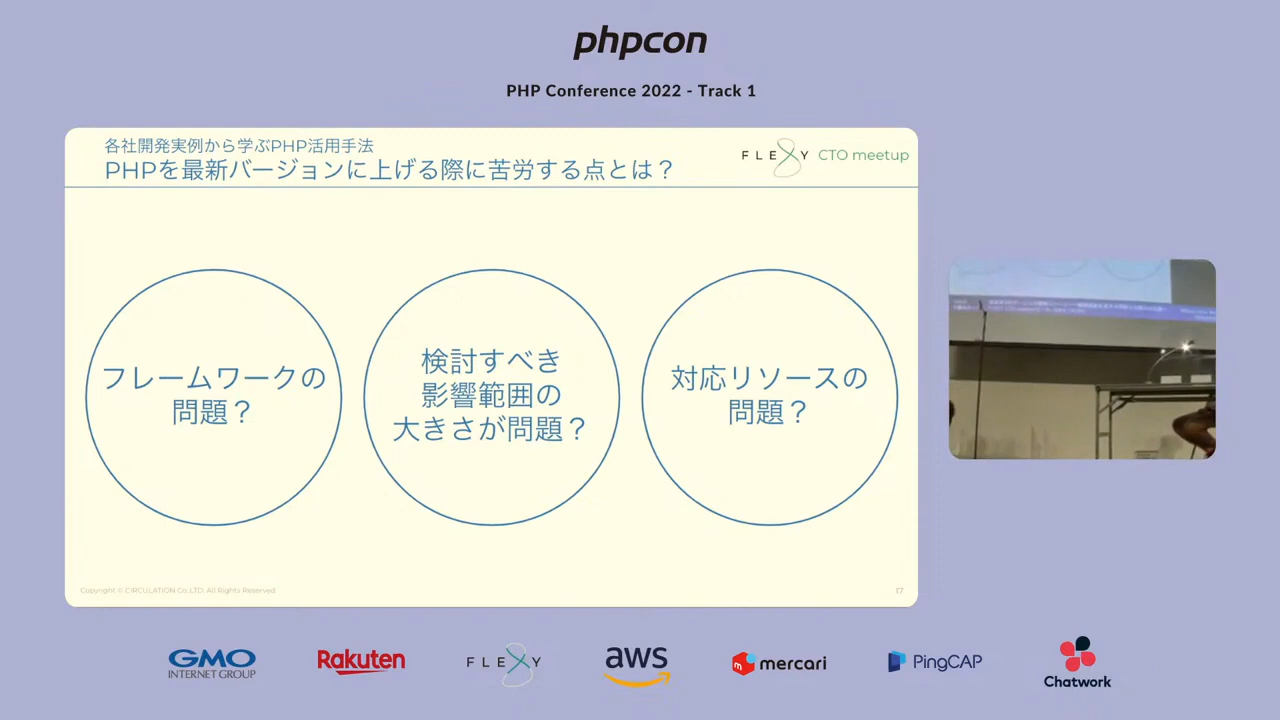 phpcon
PHP Conference 2022 - Track 1
各社開発実例から学ぶPHP活用手法
PHPを最新バージョンに上げる際に苦労する点とは？
FLEXY CTO meetup
フレームワークの
問題？
検討すべき
影響範囲の
大きさが問題？
対応リソースの
問題？
Copyright © CIRCULATION Co.,LTD. All Rights Reserved.
17
GMO
INTERNET GROUP
Rakuten
FLEXY
aws
mercari
PingCAP
Chatwork